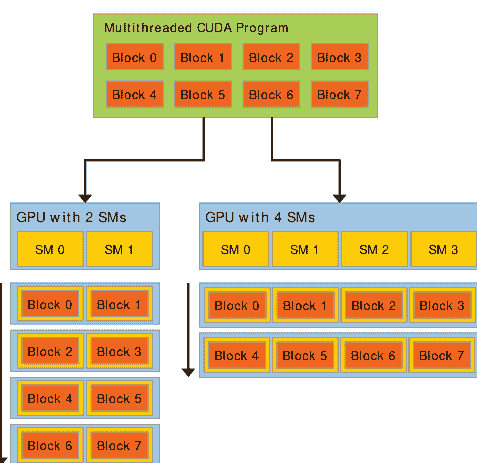 Multithreaded CUDA Program
Block 0 Block 1 Block 2 Block 3
Block 4 Block 5 Block 6 Block 7
GPU with 2 SMs
SM 0 SM 1
Block 0 Block 1
Block 2 Block 3
Block 4 Block 5
Block 6 Block 7
GPU with 4 SMs
SM 0 SM 1 SM 2 SM 3
Block 0 Block 1 Block 2 Block 3
Block 4 Block 5 Block 6 Block 7